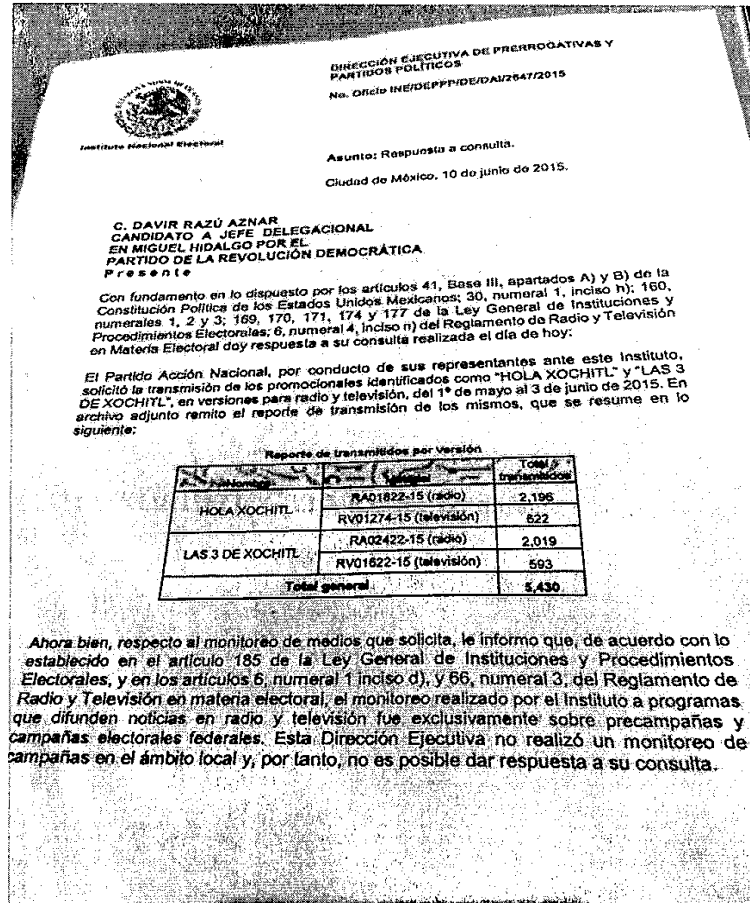 DIRECCIÓN EJECUTIVA DE PRERROGATIVAS Y
PARTIDOS POLÍTICOS
No. Oficio INE/DEPPP/DE/DAI/2647/2015
Instituto Nacional Electoral
Asunto: Respuesta a consulta.
Ciudad de México, 10 de junio de 2015.
C. DAVIR RAZÚ AZNAR
CANDIDATO A JEFE DELEGACIONAL
EN MIGUEL HIDALGO POR EL
PARTIDO DE LA REVOLUCIÓN DEMOCRÁTICA
Presente
Con fundamento en lo dispuesto por los artículos 41, Base III, apartados A) y B) de la
Constitución Política de los Estados Unidos Mexicanos; 30, numeral 1, inciso h); 160,
numerales 1, 2 y 3; 169, 170, 171, 174 y 177 de la Ley General de Instituciones y
Procedimientos Electorales; 6, numeral 4, inciso n) del Reglamento de Radio y Televisión
en Materia Electoral doy respuesta a su consulta realizada el día de hoy:
El Partido Acción Nacional, por conducto de sus representantes ante este Instituto,
solicitó la transmisión de los promocionales identificados como "HOLA XOCHITL" y "LAS 3
DE XOCHITL", en versiones para radio y televisión, del 1° de mayo al 3 de junio de 2015. En
archivo adjunto remito el reporte de transmisión de los mismos, que se resume en lo
siguiente:
Reporte de transmitidos por versión
Nombre Total
transmitidos
HOLA XOCHITL RA01822-15 (radio) 2,196
RV01274-15 (televisión) 622
LAS 3 DE XOCHITL RA02422-15 (radio) 2,019
RV01622-15 (televisión) 593
Total general 5,430
Ahora bien, respecto al monitoreo de medios que solicita, le informo que, de acuerdo con lo
establecido en el artículo 185 de la Ley General de Instituciones y Procedimientos
Electorales, y en los artículos 6, numeral 1 inciso d), y 66, numeral 3, del Reglamento de
Radio y Televisión en materia electoral, el monitoreo realizado por el Instituto a programas
que difunden noticias en radio y televisión fue exclusivamente sobre precampañas y
campañas electorales federales. Esta Dirección Ejecutiva no realizó un monitoreo de
campañas en el ámbito local y, por tanto, no es posible dar respuesta a su consulta.